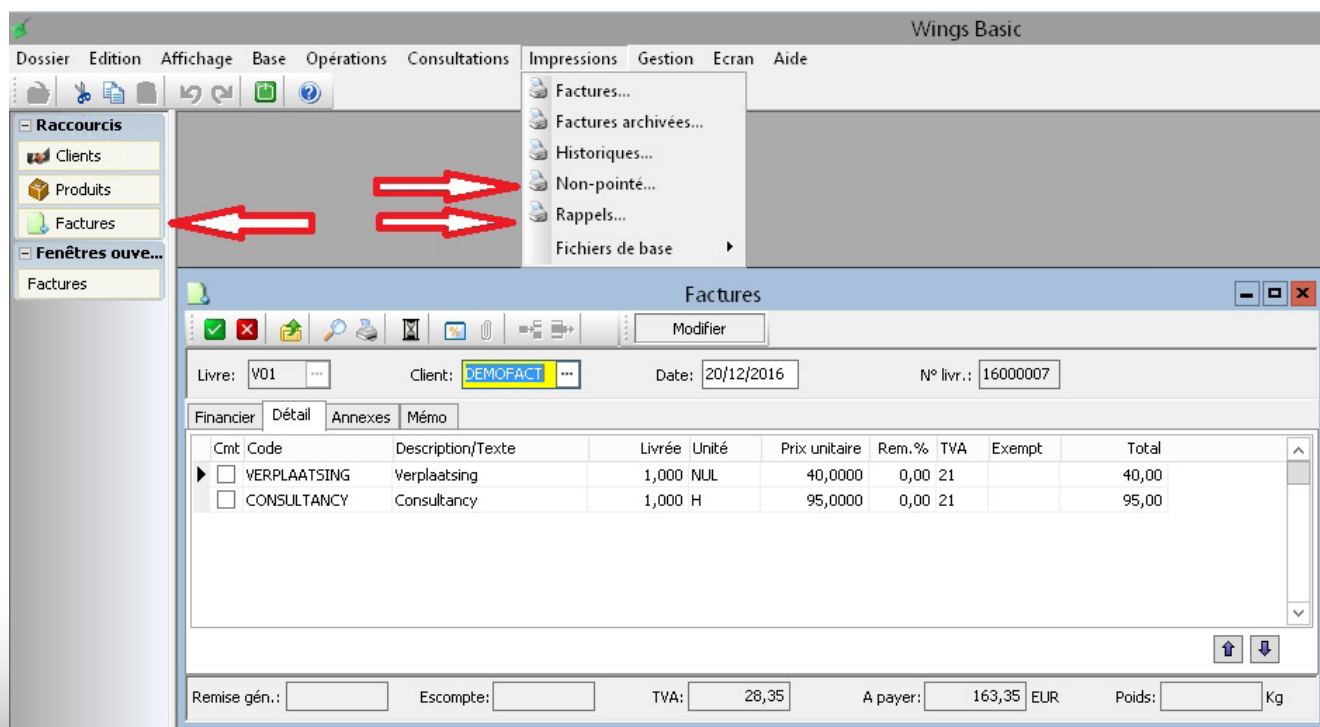 Wings Basic
Dossier Edition Affichage Base Opérations Consultations Impressions Gestion Ecran Aide
Factures...
Factures archivées...
Historiques...
Non-pointé...
Rappels...
Fichiers de base
Raccourcis
Clients
Produits
Factures
Fenêtres ouve...
Factures
Factures
Modifier
Livre: V01 ... Client: DEMOFACT ... Date: 20/12/2016 N° livr.: 16000007
Financier Détail Annexes Mémo
Cmt Code Description/Texte Livrée Unité Prix unitaire Rem.% TVA Exempt Total
VERPLAATSING Verplaatsing 1,000 NUL 40,0000 0,00 21 40,00
CONSULTANCY Consultancy 1,000 H 95,0000 0,00 21 95,00
Remise gén.: Escompte: TVA: 28,35 A payer: 163,35 EUR Poids: Kg